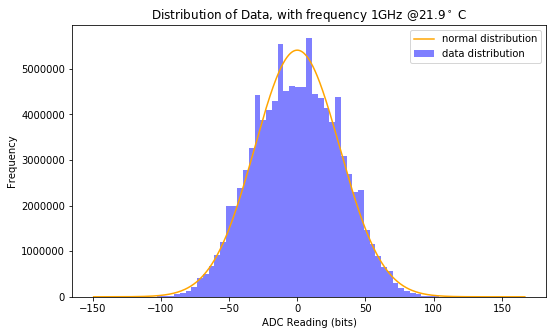 Distribution of Data, with frequency 1GHz @21.9° C
normal distribution
data distribution
Frequency
5000000
4000000
3000000
2000000
1000000
0
−150
−100
−50
0
50
100
150
ADC Reading (bits)